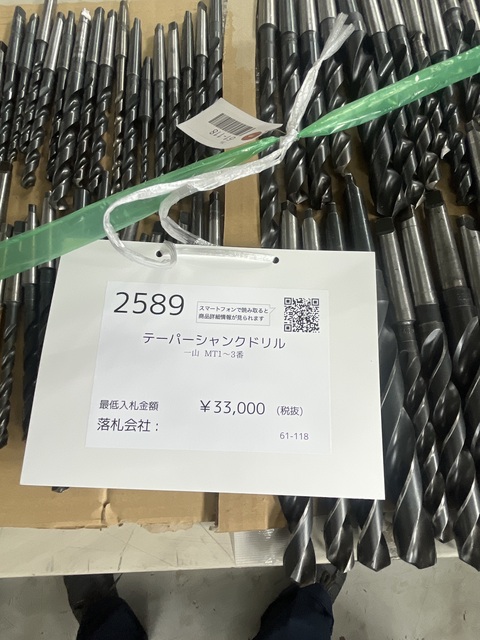 61-118
2589
スマートフォンで読み取ると
商品詳細情報が見られます
テーパーシャンクドリル
一山 MT1～3番
最低入札金額 ￥33,000 (税抜)
落札会社：
61-118